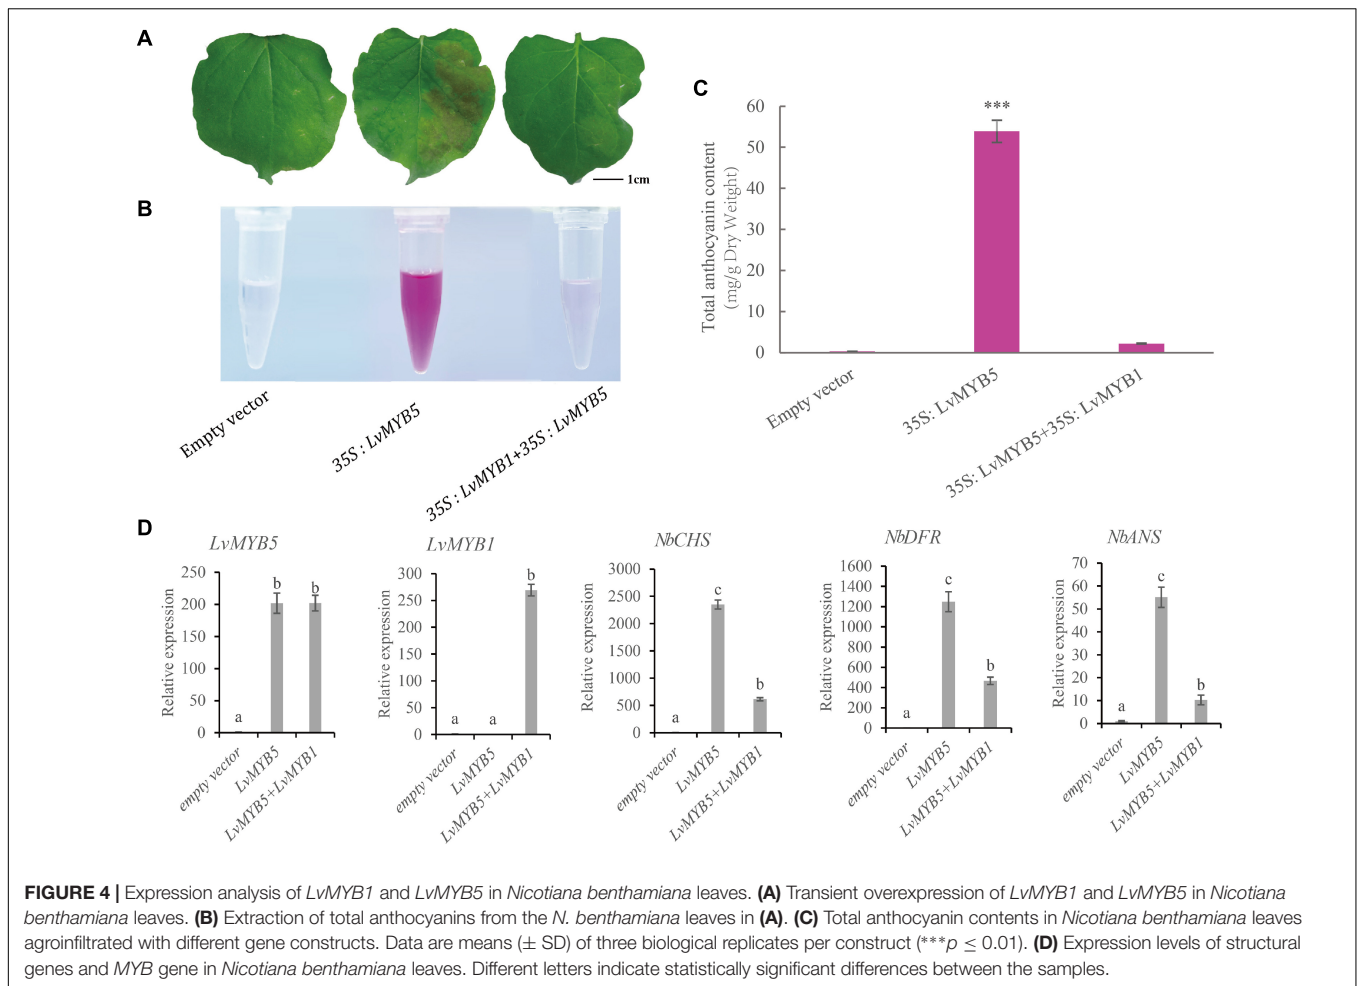 A
1cm
B
Empty vector
35S : LvMYB5
35S : LvMYB1+35S : LvMYB5
C
Total anthocyanin content
(mg/g Dry Weitght)
60
50
40
30
20
10
0
***
Empty vector
35S: LvMYB5
35S: LvMYB5+35S: LvMYB1
D
LvMYB5
Relative expression
250
200
150
100
50
0
a
b
b
empty vector
LvMYB5
LvMYB5+LvMYB1
LvMYB1
Relative expression
300
250
200
150
100
50
0
a
a
b
empty vector
LvMYB5
LvMYB5+LvMYB1
NbCHS
Relative expression
3000
2500
2000
1500
1000
500
0
a
c
b
empty vector
LvMYB5
LvMYB5+LvMYB1
NbDFR
Relative expression
1600
1400
1200
1000
800
600
400
200
0
a
c
b
empty vector
LvMYB5
LvMYB5+LvMYB1
NbANS
Relative expression
70
60
50
40
30
20
10
0
a
c
b
empty vector
LvMYB5
LvMYB5+LvMYB1
FIGURE 4 | Expression analysis of LvMYB1 and LvMYB5 in Nicotiana benthamiana leaves. (A) Transient overexpression of LvMYB1 and LvMYB5 in Nicotiana
benthamiana leaves. (B) Extraction of total anthocyanins from the N. benthamiana leaves in (A). (C) Total anthocyanin contents in Nicotiana benthamiana leaves
agroinfiltrated with different gene constructs. Data are means (± SD) of three biological replicates per construct (***p ≤ 0.01). (D) Expression levels of structural
genes and MYB gene in Nicotiana benthamiana leaves. Different letters indicate statistically significant differences between the samples.